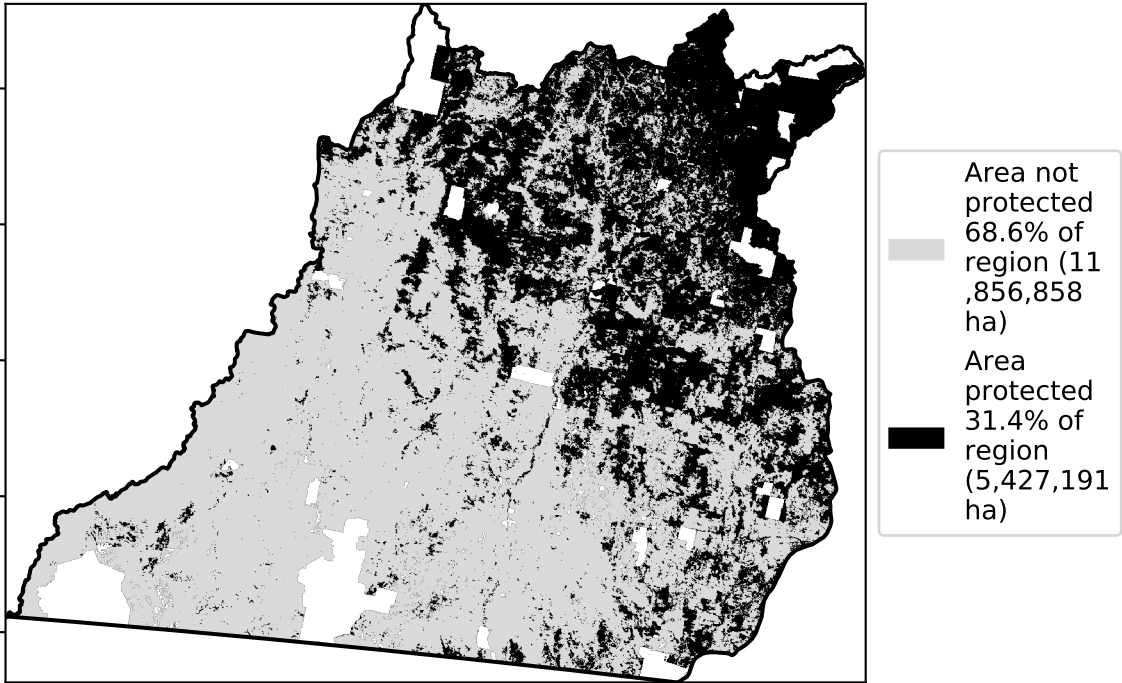 Area not
protected
68.6% of
region (11
,856,858
ha)
Area
protected
31.4% of
region
(5,427,191
ha)